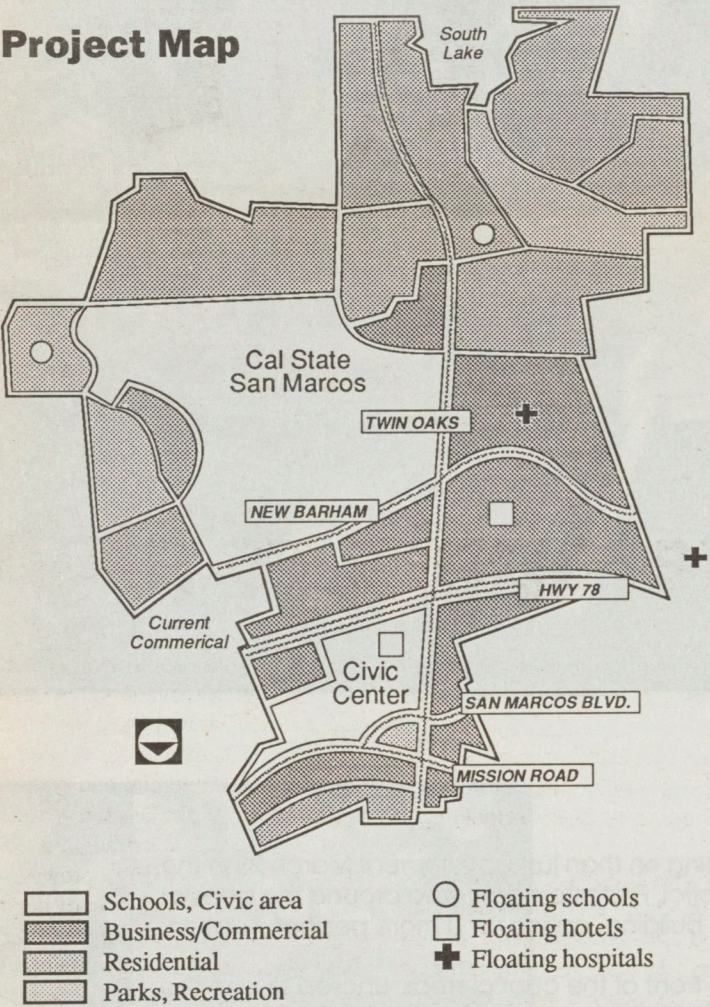 Project Map
South
Lake
Cal State
San Marcos
TWIN OAKS
NEW BARHAM
HWY 78
Current
Commerical
Civic
Center
SAN MARCOS BLVD.
MISSION ROAD
Schools, Civic area
Business/Commercial
Residential
Parks, Recreation
Floating schools
Floating hotels
Floating hospitals